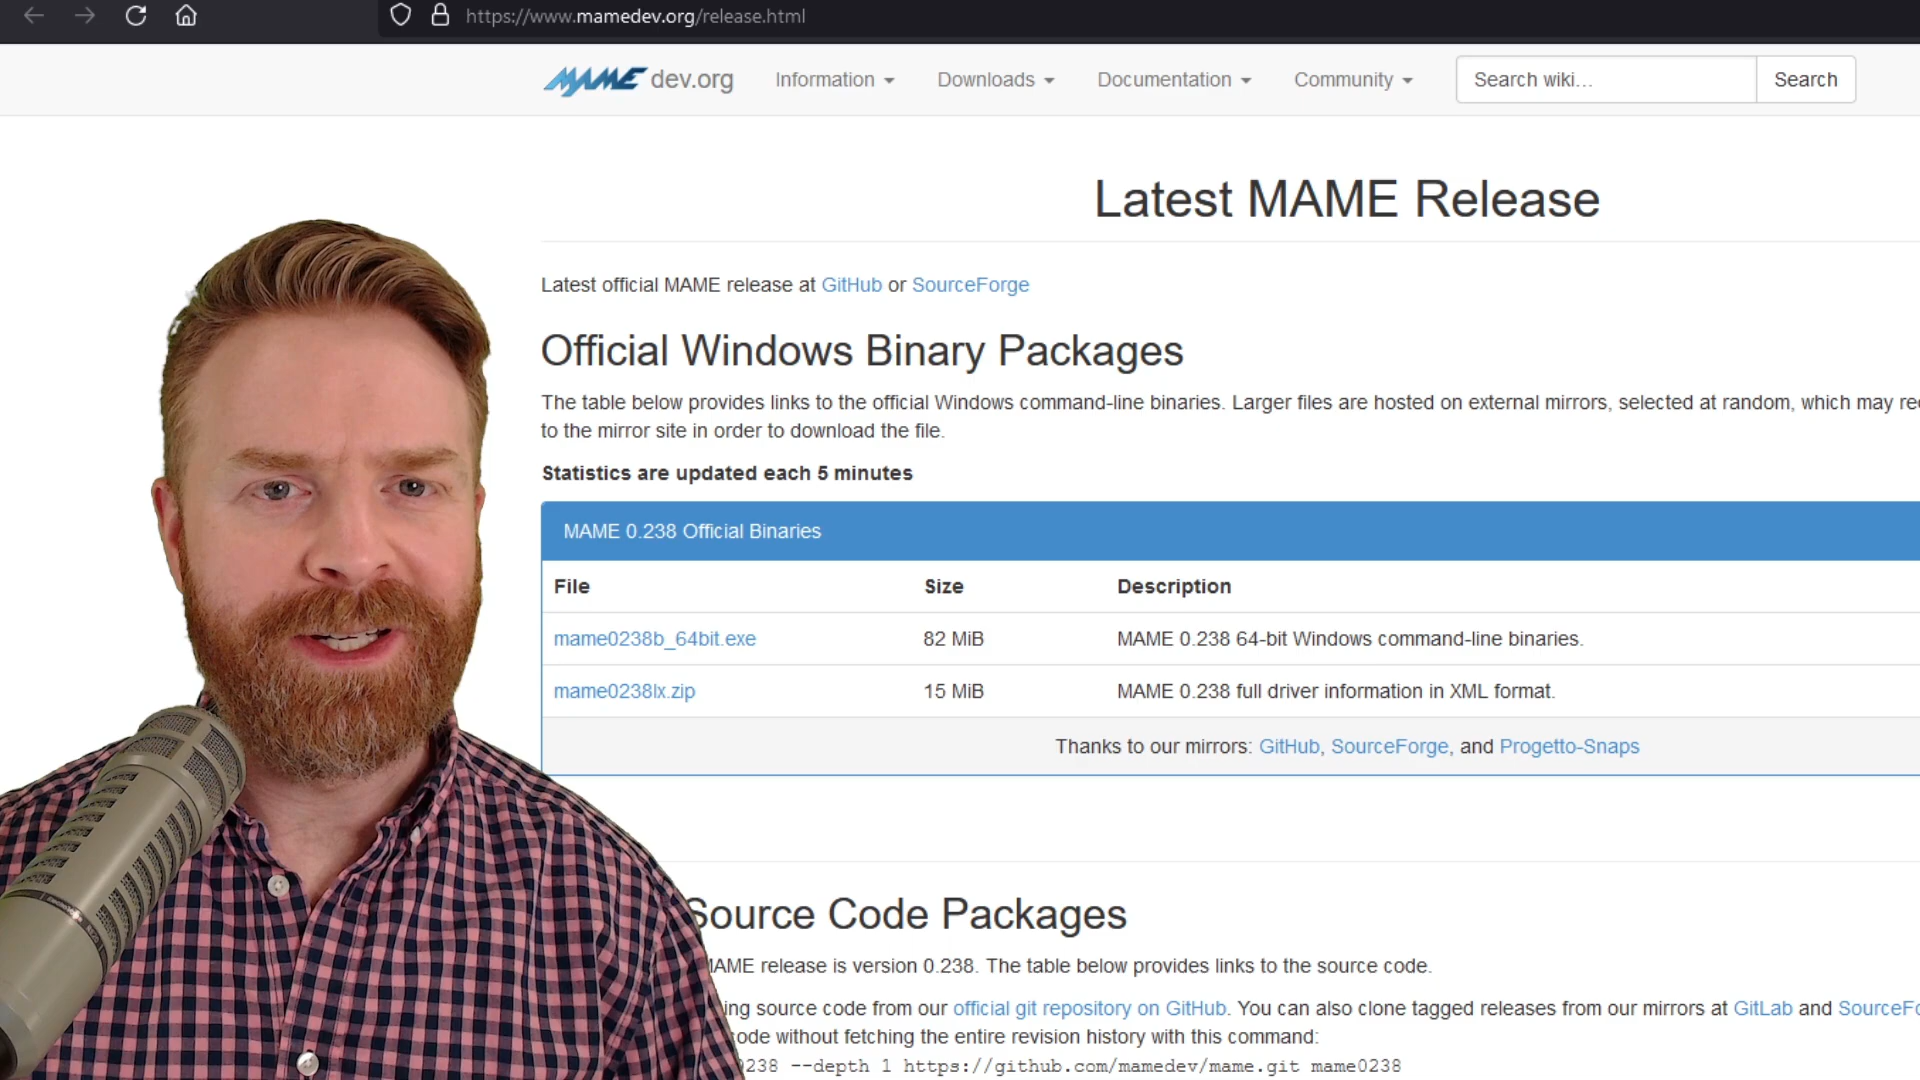 https://www.mamedev.org/release.html
MAME dev.org Information Downloads Documentation Community Search wiki... Search
Latest MAME Release
Latest official MAME release at GitHub or SourceForge
Official Windows Binary Packages
The table below provides links to the official Windows command-line binaries. Larger files are hosted on external mirrors, selected at random, which may
to the mirror site in order to download the file.
Statistics are updated each 5 minutes
MAME 0.238 Official Binaries
File Size Description
mame0238b_64bit.exe 82 MiB MAME 0.238 64-bit Windows command-line binaries.
mame0238lx.zip 15 MiB MAME 0.238 full driver information in XML format.
Thanks to our mirrors: GitHub, SourceForge, and Progetto-Snaps
Source Code Packages
MAME release is version 0.238. The table below provides links to the source code.
ing source code from our official git repository on GitHub. You can also clone tagged releases from our mirrors at GitLab and SourceFo
ode without fetching the entire revision history with this command:
238 --depth 1 https://github.com/mamedev/mame.git mame0238